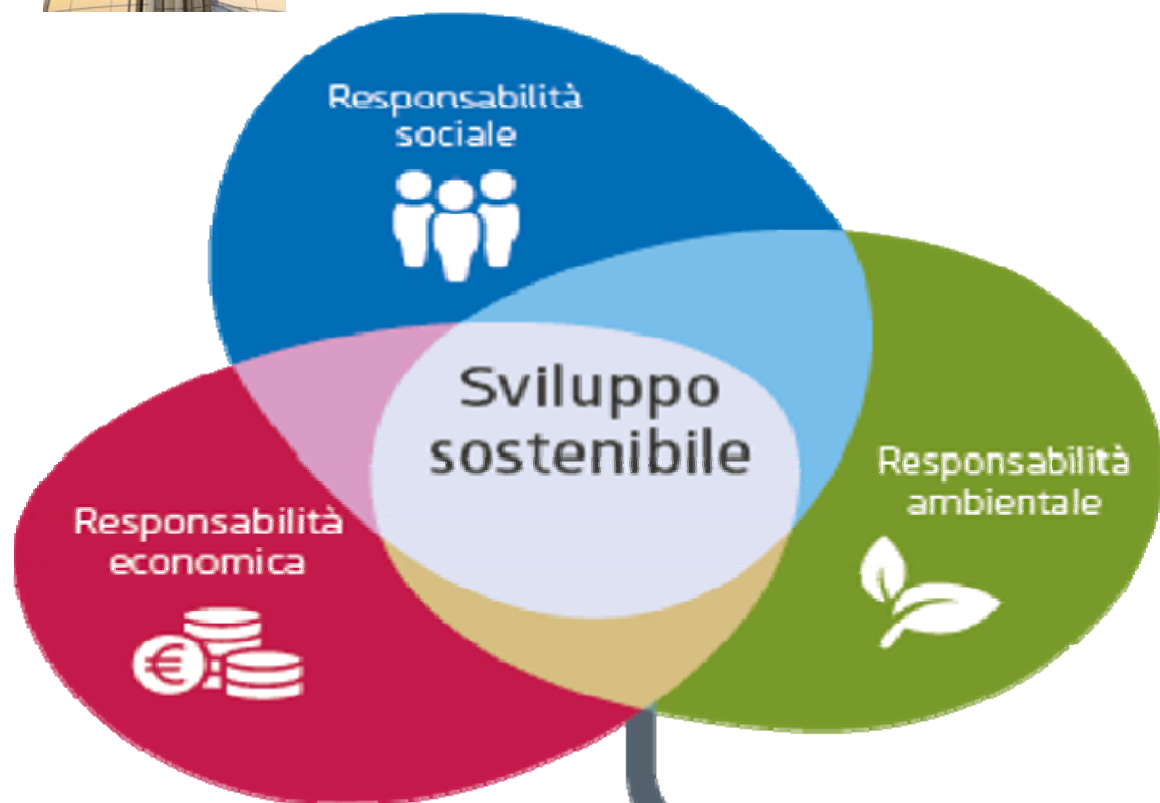 Responsabilità
sociale
Sviluppo
sostenibile
Responsabilità
ambientale
Responsabilità
economica
€